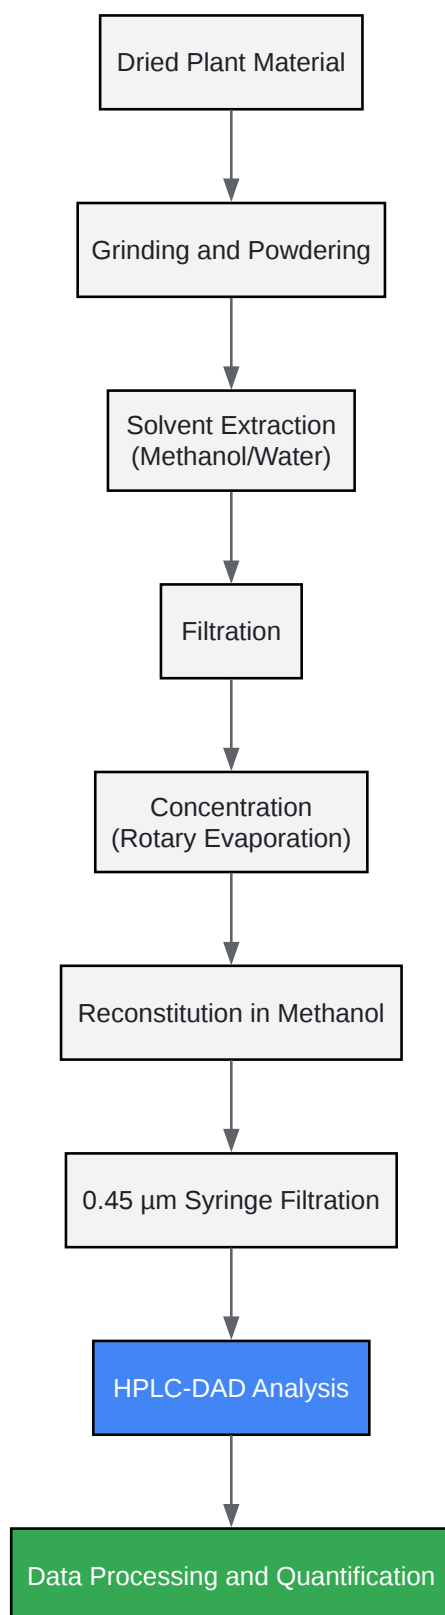 Dried Plant Material
Grinding and Powdering
Solvent Extraction
(Methanol/Water)
Filtration
Concentration
(Rotary Evaporation)
Reconstitution in Methanol
0.45 µm Syringe Filtration
HPLC-DAD Analysis
Data Processing and Quantification